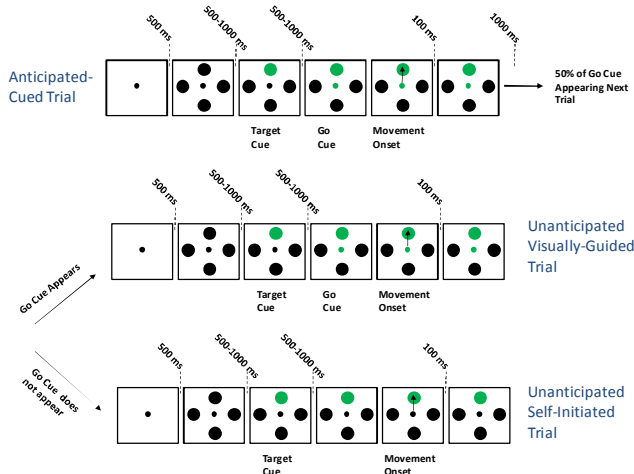 500 ms
500-1000 ms
500-1000 ms
100 ms
1000 ms
Anticipated-
Cued Trial
50% of Go Cue
Appearing Next
Trial
Target
Cue
Go
Cue
Movement
Onset
500 ms
500-1000 ms
500-1000 ms
100 ms
Unanticipated
Visually-Guided
Trial
Go Cue Appears
Target
Cue
Go
Cue
Movement
Onset
Go Cue does
not appear
500 ms
500-1000 ms
500-1000 ms
100 ms
Unanticipated
Self-Initiated
Trial
Target
Cue
Movement
Onset